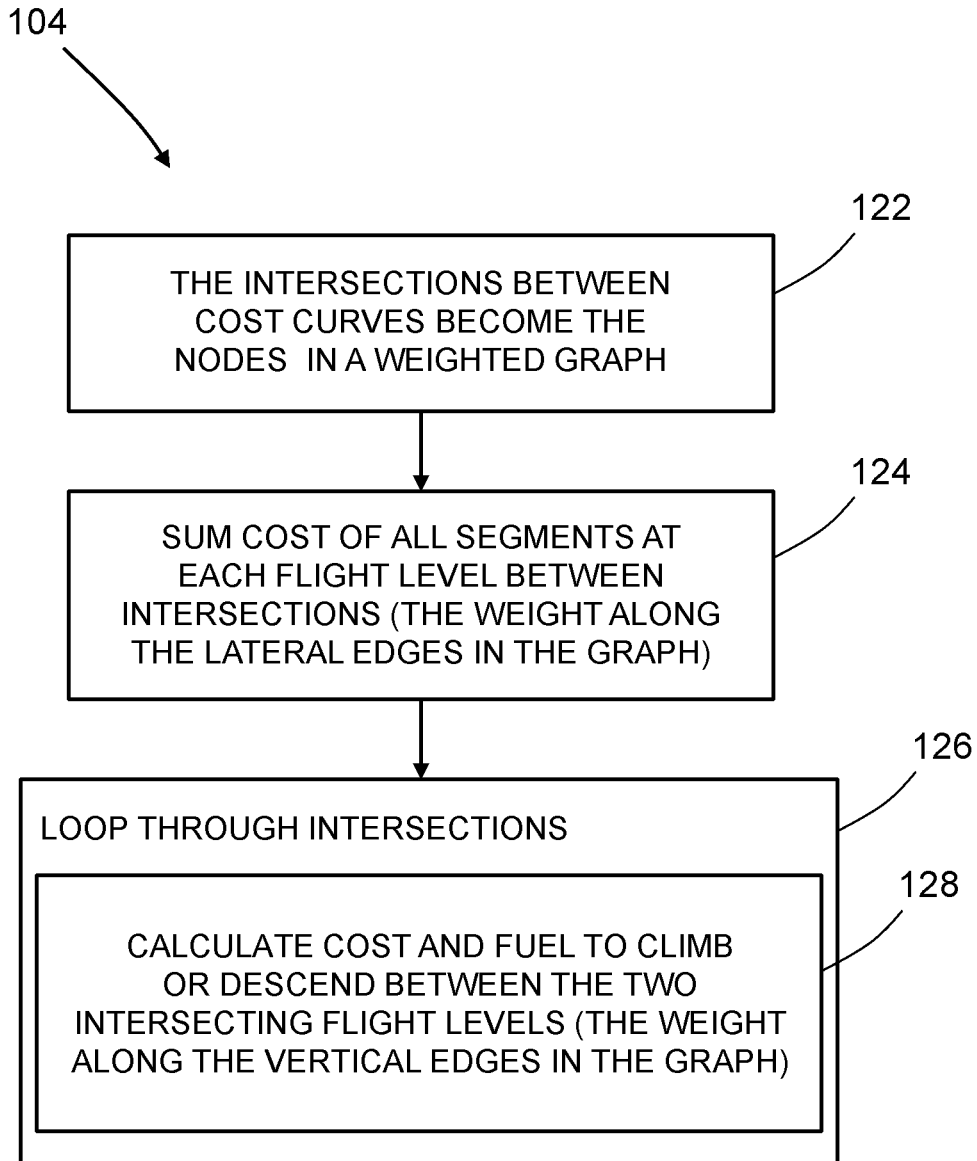 104
122
THE INTERSECTIONS BETWEEN
COST CURVES BECOME THE
NODES IN A WEIGHTED GRAPH
124
SUM COST OF ALL SEGMENTS AT
EACH FLIGHT LEVEL BETWEEN
INTERSECTIONS (THE WEIGHT ALONG
THE LATERAL EDGES IN THE GRAPH)
126
LOOP THROUGH INTERSECTIONS
128
CALCULATE COST AND FUEL TO CLIMB
OR DESCEND BETWEEN THE TWO
INTERSECTING FLIGHT LEVELS (THE WEIGHT
ALONG THE VERTICAL EDGES IN THE GRAPH)